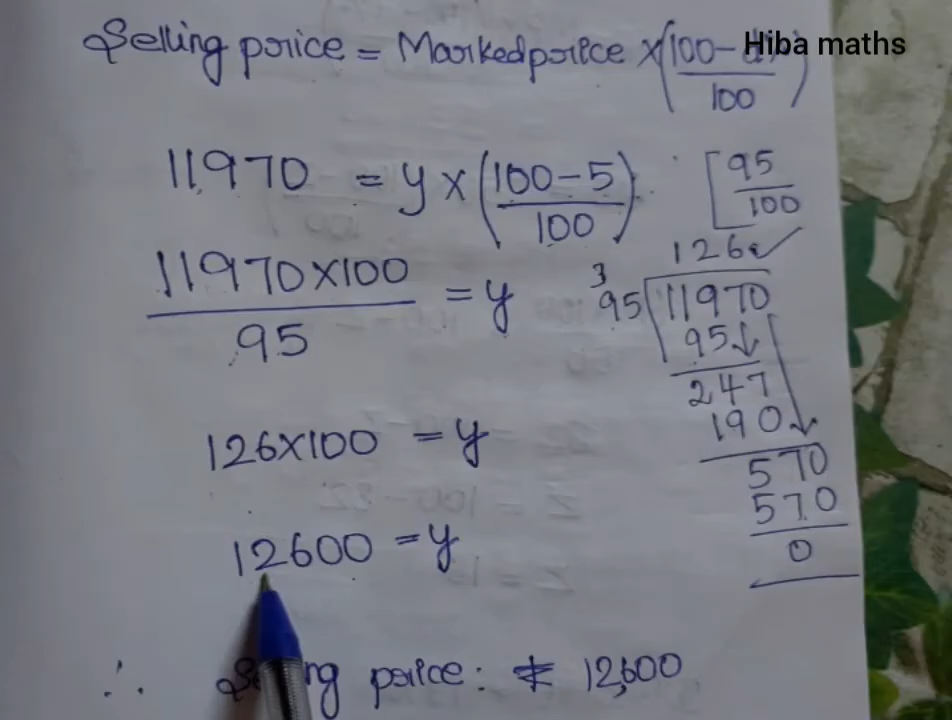 Selling price = Marked price × (100 -
100
Hiba maths
11970 = y × (100 - 5)
100
95
100
11970 × 100 = y
95
126 ✓
3
95 11970
95 ↓
247
190 ↓
570
570
0
126 × 100 = y
12600 = y
∴ price: ₹ 12,600